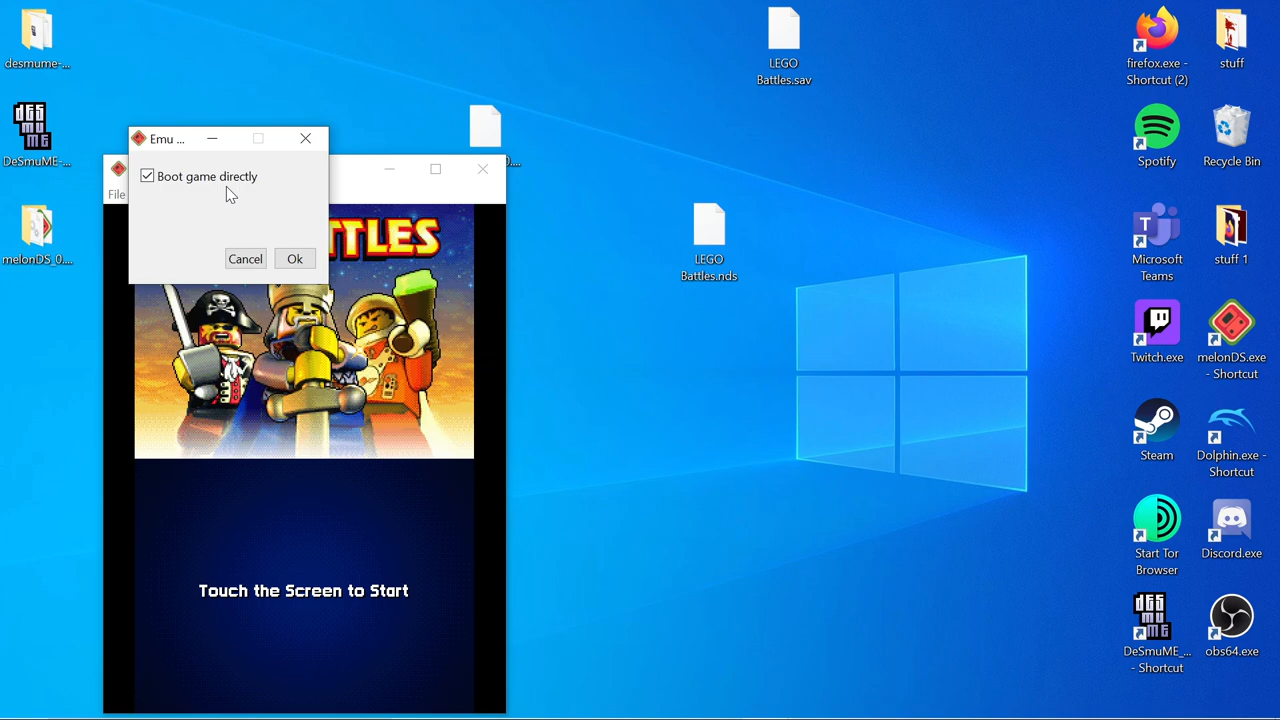 desmume-...
DeSmuME-...
melonDS_0....
Emu ...
Boot game directly
Cancel
Ok
File
TTLES
Touch the Screen to Start
LEGO
Battles.sav
LEGO
Battles.nds
firefox.exe -
Shortcut (2)
stuff
Spotify
Recycle Bin
Microsoft
Teams
stuff 1
Twitch.exe
melonDS.exe
- Shortcut
Steam
Dolphin.exe -
Shortcut
Start Tor
Browser
Discord.exe
DeSmuME_...
- Shortcut
obs64.exe